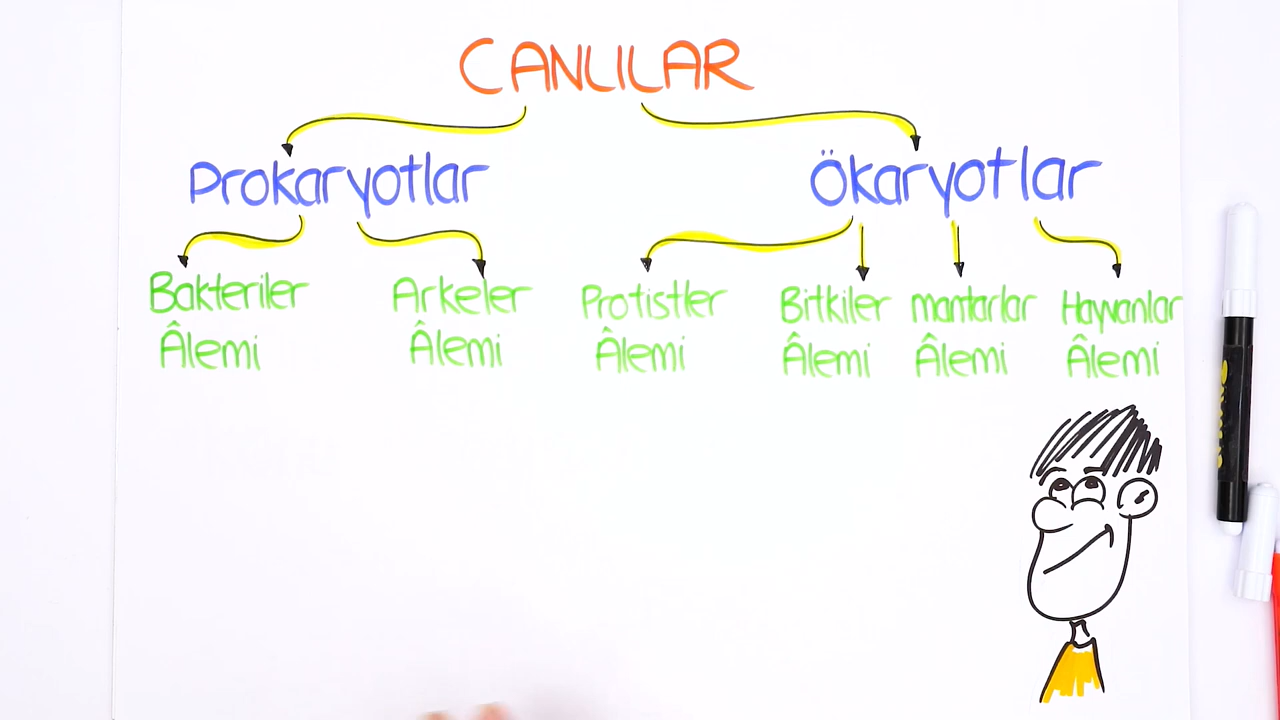 CANLILAR
Prokaryotlar
Ökaryotlar
Bakteriler
Âlemi
Arkeler
Âlemi
Protistler
Âlemi
Bitkiler
Âlemi
mantarlar
Âlemi
Hayvanlar
Âlemi